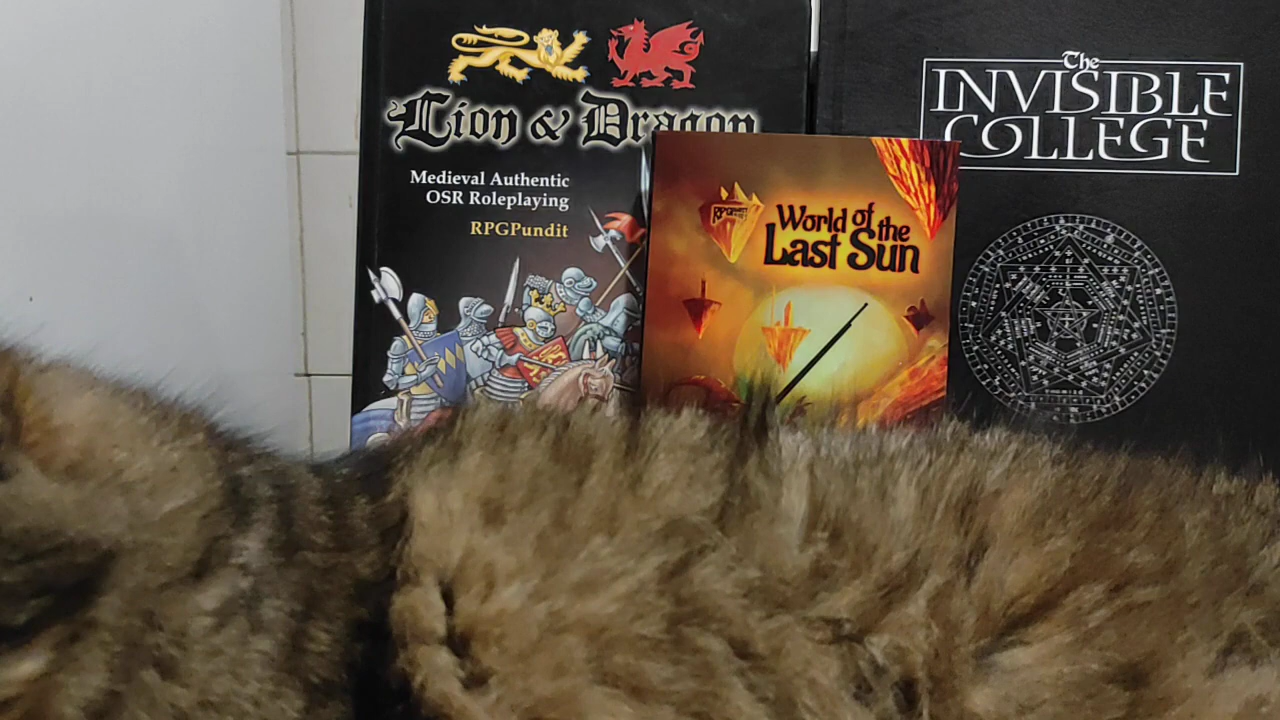 Lion & Dragon
Medieval Authentic
OSR Roleplaying
RPGPundit
World of the
Last Sun
The
INVISIBLE
COLLEGE